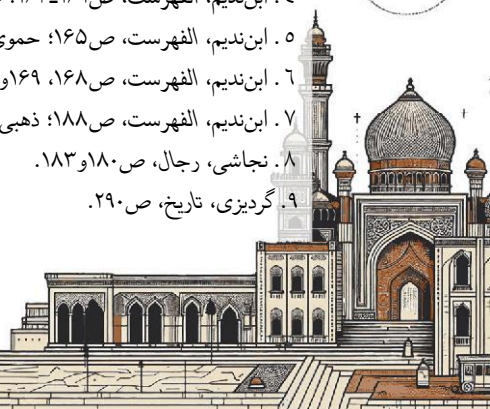 ۵. ابن‌ندیم، الفهرست، ص۱۶۵؛ حموی
۶. ابن‌ندیم، الفهرست، ص۱۶۸، ۱۶۹و
۷. ابن‌ندیم، الفهرست، ص۱۸۸؛ ذهبی
۸. نجاشی، رجال، ص۱۸۰و۱۸۳.
۹. گردیزی، تاریخ، ص۲۹۰.